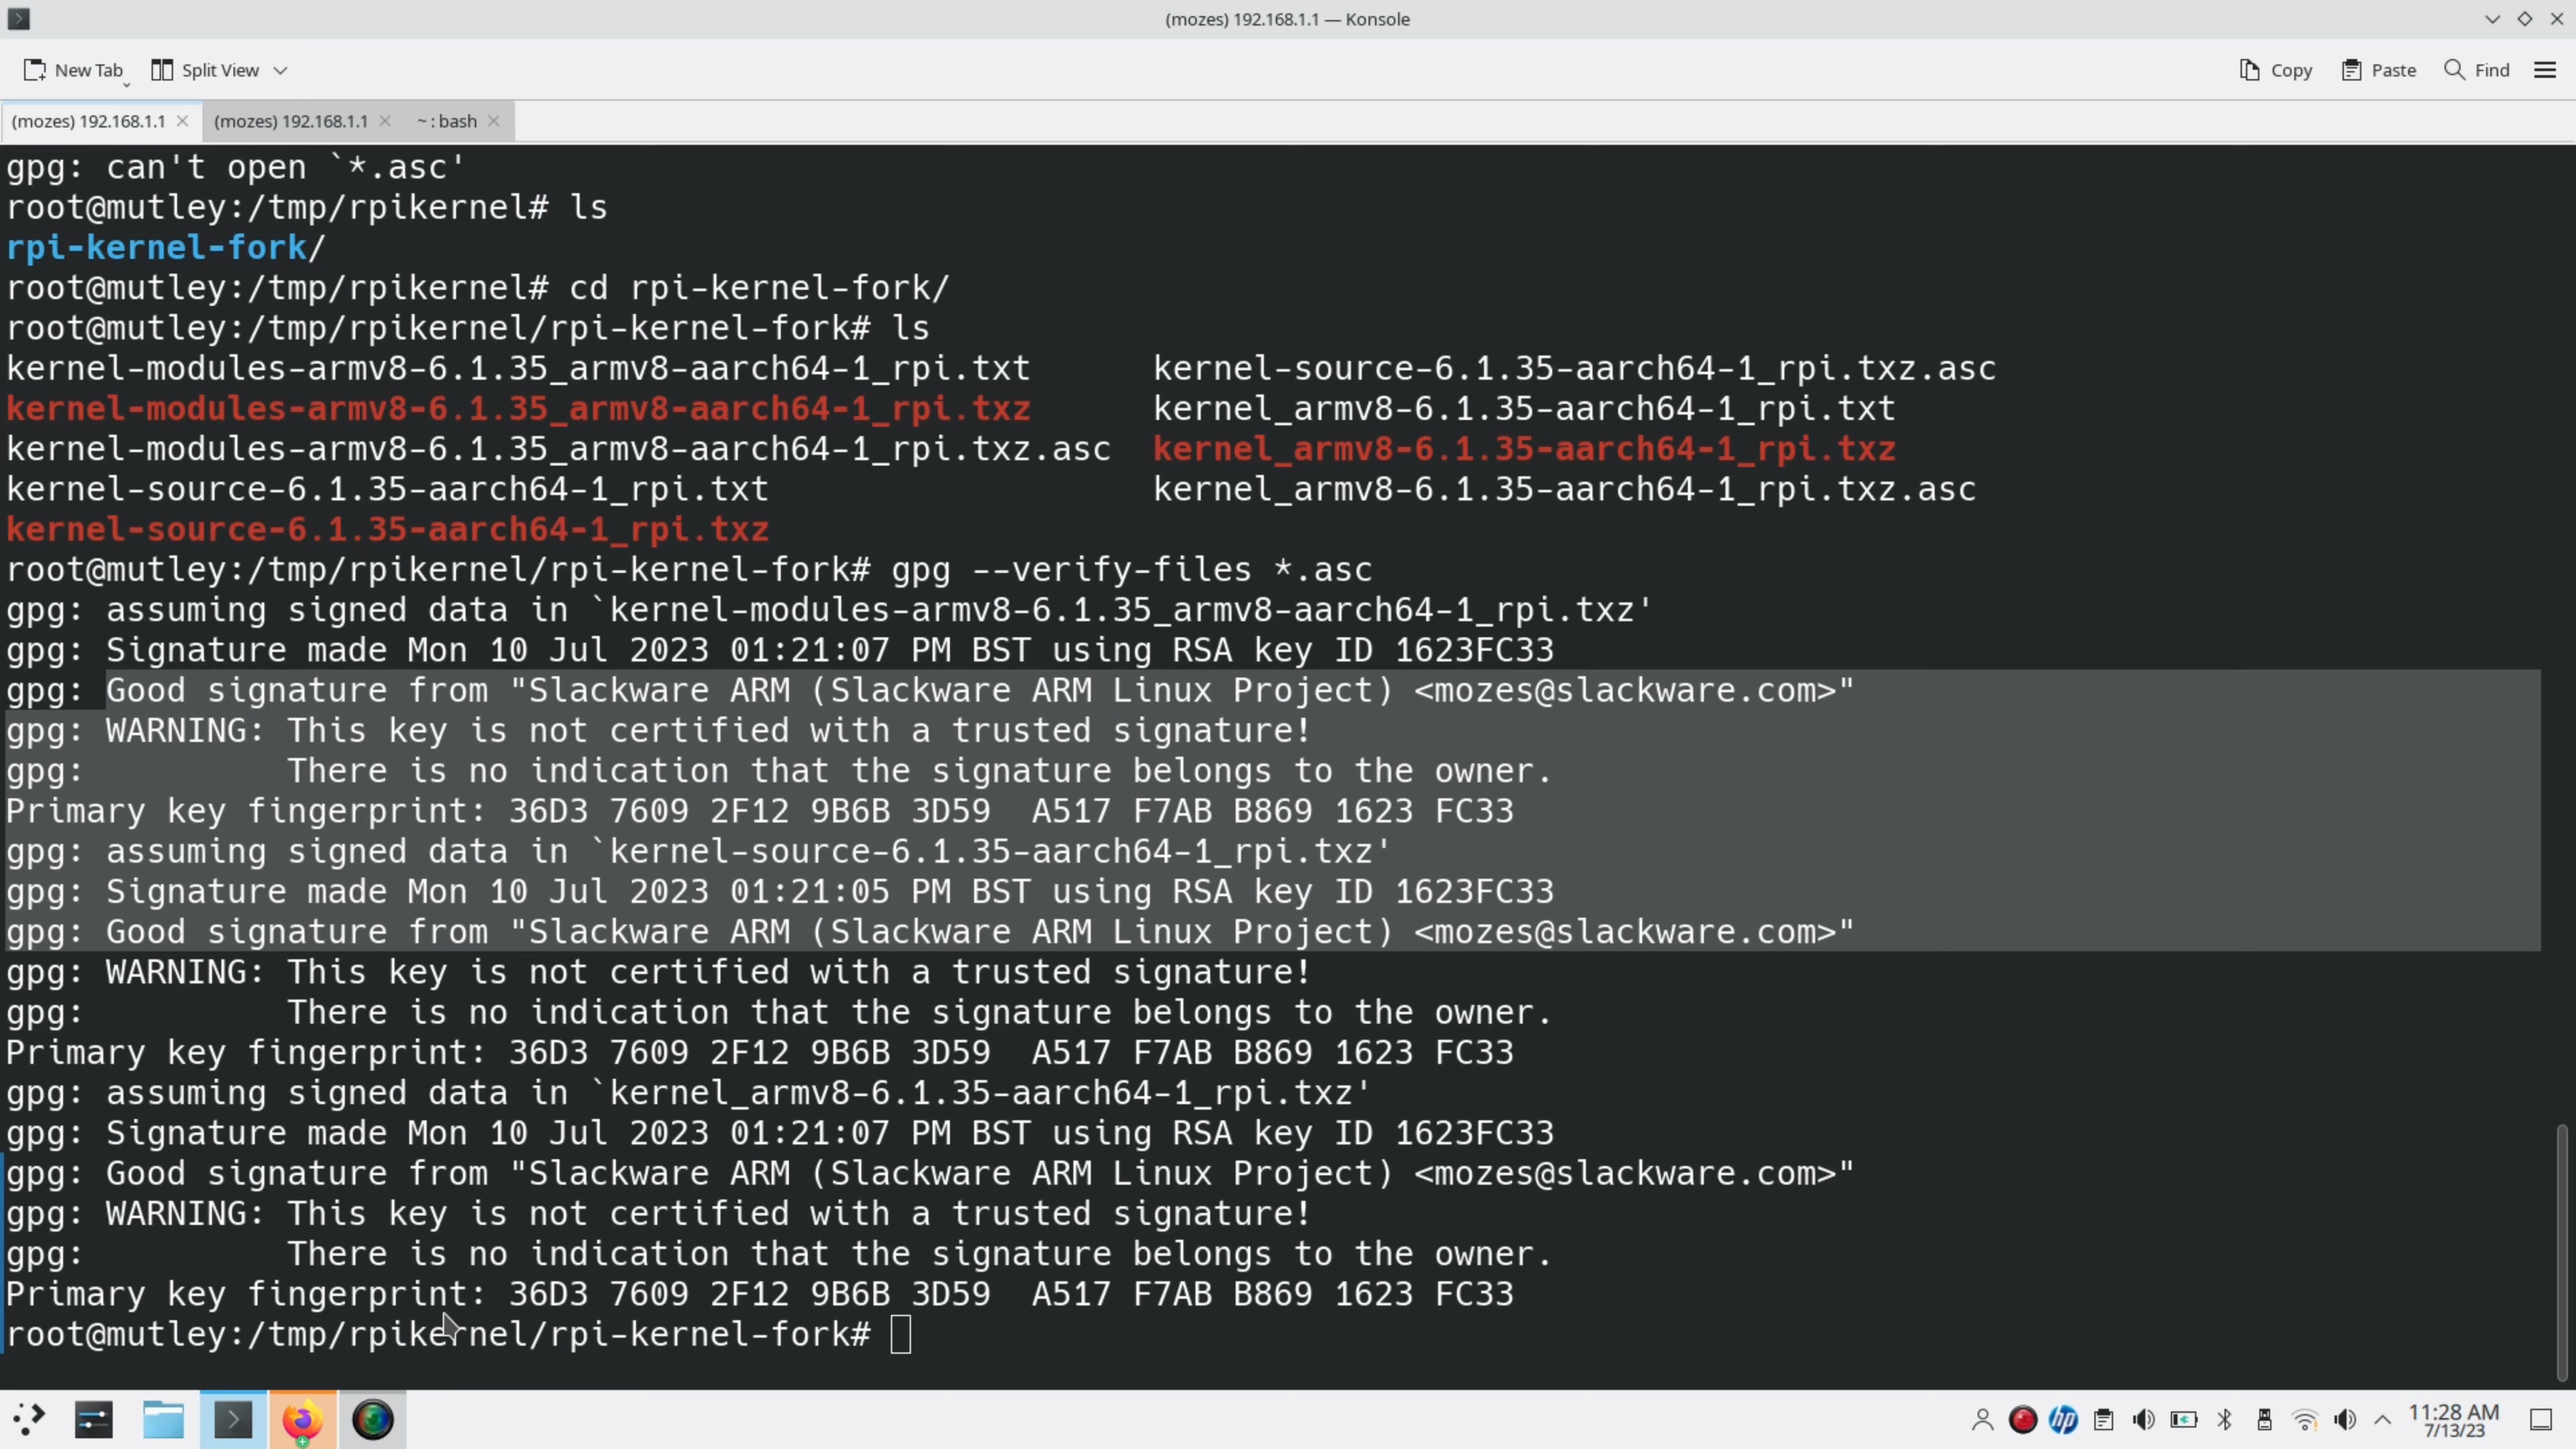 (mozes) 192.168.1.1 — Konsole
New Tab Split View Copy Paste Find
(mozes) 192.168.1.1 (mozes) 192.168.1.1 ~ : bash
gpg: can't open `*.asc'
root@mutley:/tmp/rpikernel# ls
rpi-kernel-fork/
root@mutley:/tmp/rpikernel# cd rpi-kernel-fork/
root@mutley:/tmp/rpikernel/rpi-kernel-fork# ls
kernel-modules-armv8-6.1.35_armv8-aarch64-1_rpi.txt kernel-source-6.1.35-aarch64-1_rpi.txz.asc
kernel-modules-armv8-6.1.35_armv8-aarch64-1_rpi.txz kernel_armv8-6.1.35-aarch64-1_rpi.txt
kernel-modules-armv8-6.1.35_armv8-aarch64-1_rpi.txz.asc kernel_armv8-6.1.35-aarch64-1_rpi.txz
kernel-source-6.1.35-aarch64-1_rpi.txt kernel_armv8-6.1.35-aarch64-1_rpi.txz.asc
kernel-source-6.1.35-aarch64-1_rpi.txz
root@mutley:/tmp/rpikernel/rpi-kernel-fork# gpg --verify-files *.asc
gpg: assuming signed data in `kernel-modules-armv8-6.1.35_armv8-aarch64-1_rpi.txz'
gpg: Signature made Mon 10 Jul 2023 01:21:07 PM BST using RSA key ID 1623FC33
gpg: Good signature from "Slackware ARM (Slackware ARM Linux Project) <mozes@slackware.com>"
gpg: WARNING: This key is not certified with a trusted signature!
gpg:          There is no indication that the signature belongs to the owner.
Primary key fingerprint: 36D3 7609 2F12 9B6B 3D59  A517 F7AB B869 1623 FC33
gpg: assuming signed data in `kernel-source-6.1.35-aarch64-1_rpi.txz'
gpg: Signature made Mon 10 Jul 2023 01:21:05 PM BST using RSA key ID 1623FC33
gpg: Good signature from "Slackware ARM (Slackware ARM Linux Project) <mozes@slackware.com>"
gpg: WARNING: This key is not certified with a trusted signature!
gpg:          There is no indication that the signature belongs to the owner.
Primary key fingerprint: 36D3 7609 2F12 9B6B 3D59  A517 F7AB B869 1623 FC33
gpg: assuming signed data in `kernel_armv8-6.1.35-aarch64-1_rpi.txz'
gpg: Signature made Mon 10 Jul 2023 01:21:07 PM BST using RSA key ID 1623FC33
gpg: Good signature from "Slackware ARM (Slackware ARM Linux Project) <mozes@slackware.com>"
gpg: WARNING: This key is not certified with a trusted signature!
gpg:          There is no indication that the signature belongs to the owner.
Primary key fingerprint: 36D3 7609 2F12 9B6B 3D59  A517 F7AB B869 1623 FC33
root@mutley:/tmp/rpikernel/rpi-kernel-fork#
hp 11:28 AM
7/13/23